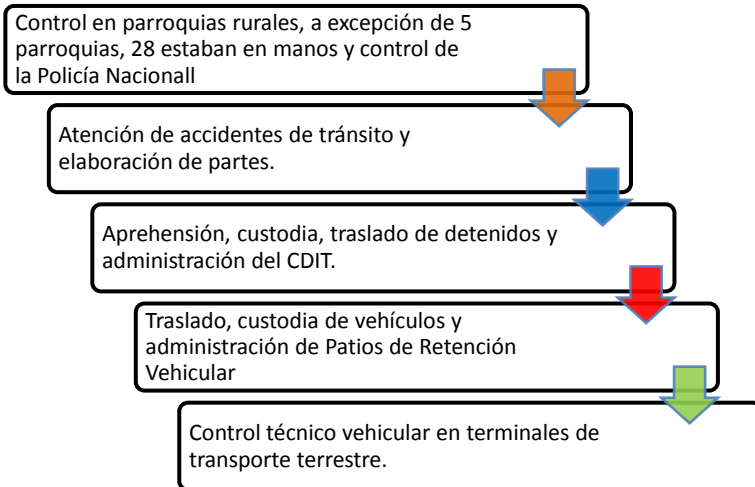 Control en parroquias rurales, a excepción de 5
parroquias, 28 estaban en manos y control de
la Policía Nacionall
Atención de accidentes de tránsito y
elaboración de partes.
Aprehensión, custodia, traslado de detenidos y
administración del CDIT.
Traslado, custodia de vehículos y
administración de Patios de Retención
Vehicular
Control técnico vehicular en terminales de
transporte terrestre.